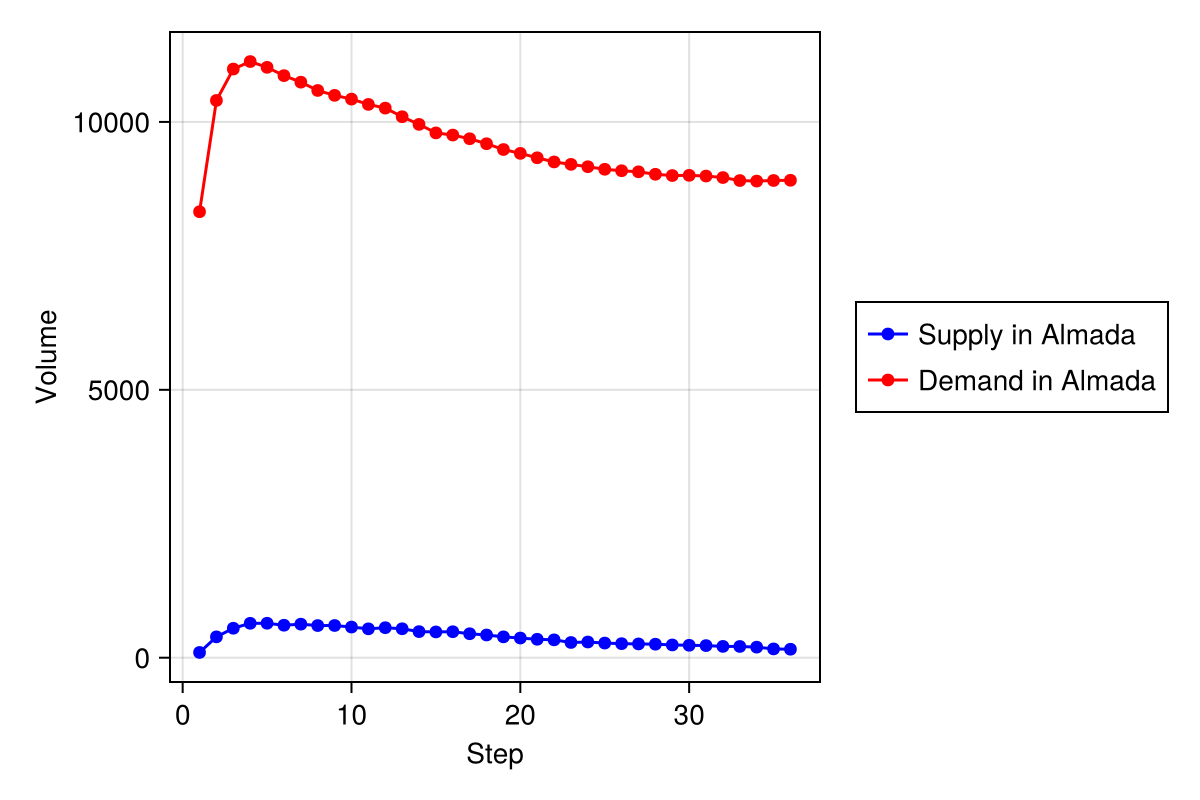 10000
5000
0
Volume
0 10 20 30
Step
Supply in Almada
Demand in Almada